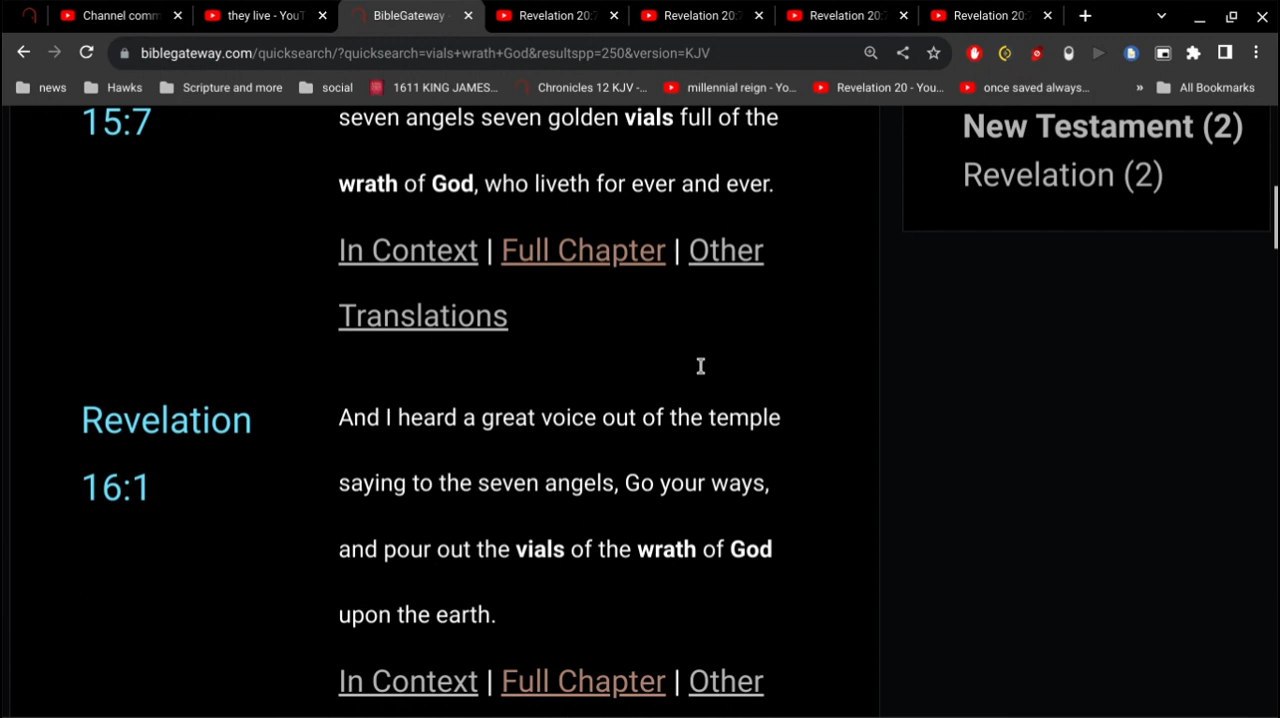 Channel comm
they live - YouT
BibleGateway -
Revelation 20:
Revelation 20:
Revelation 20:
Revelation 20:
biblegateway.com/quicksearch/?quicksearch=vials+wrath+God&resultspp=250&version=KJV
news
Hawks
Scripture and more
social
1611 KING JAMES...
Chronicles 12 KJV -...
millennial reign - Yo...
Revelation 20 - You...
once saved always...
»
All Bookmarks
15:7
seven angels seven golden vials full of the
wrath of God, who liveth for ever and ever.
In Context | Full Chapter | Other
Translations
New Testament (2)
Revelation (2)
Revelation
16:1
And I heard a great voice out of the temple
saying to the seven angels, Go your ways,
and pour out the vials of the wrath of God
upon the earth.
In Context | Full Chapter | Other